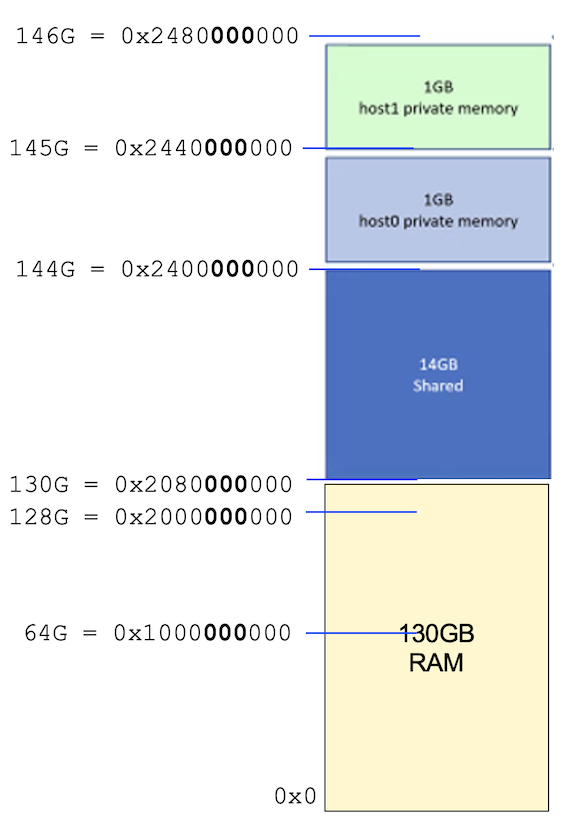 146G = 0x2480000000
1GB
host1 private memory
145G = 0x2440000000
1GB
host0 private memory
144G = 0x2400000000
14GB
Shared
130G = 0x2080000000
128G = 0x2000000000
64G = 0x1000000000
130GB
RAM
0x0